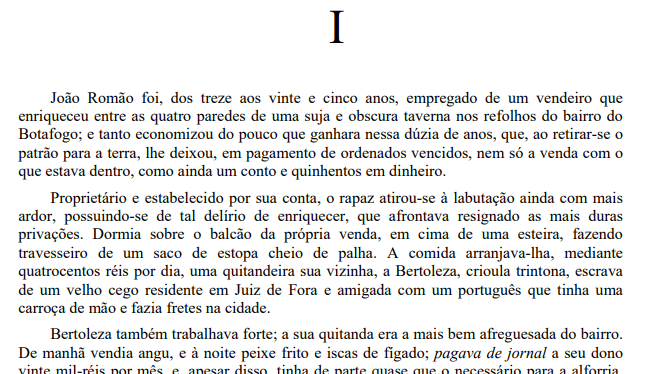 I
João Romão foi, dos treze aos vinte e cinco anos, empregado de um vendeiro que
enriqueceu entre as quatro paredes de uma suja e obscura taverna nos refolhos do bairro do
Botafogo; e tanto economizou do pouco que ganhara nessa dúzia de anos, que, ao retirar-se o
patrão para a terra, lhe deixou, em pagamento de ordenados vencidos, nem só a venda com o
que estava dentro, como ainda um conto e quinhentos em dinheiro.
Proprietário e estabelecido por sua conta, o rapaz atirou-se à labutação ainda com mais
ardor, possuindo-se de tal delírio de enriquecer, que afrontava resignado as mais duras
privações. Dormia sobre o balcão da própria venda, em cima de uma esteira, fazendo
travesseiro de um saco de estopa cheio de palha. A comida arranjava-lha, mediante
quatrocentos réis por dia, uma quitandeira sua vizinha, a Bertoleza, crioula trintona, escrava
de um velho cego residente em Juiz de Fora e amigada com um português que tinha uma
carroça de mão e fazia fretes na cidade.
Bertoleza também trabalhava forte; a sua quitanda era a mais bem afreguesada do bairro.
De manhã vendia angu, e à noite peixe frito e iscas de fígado; pagava de jornal a seu dono
vinte mil-réis por mês, e, apesar disso, tinha de parte quase que o necessário para a alforria.